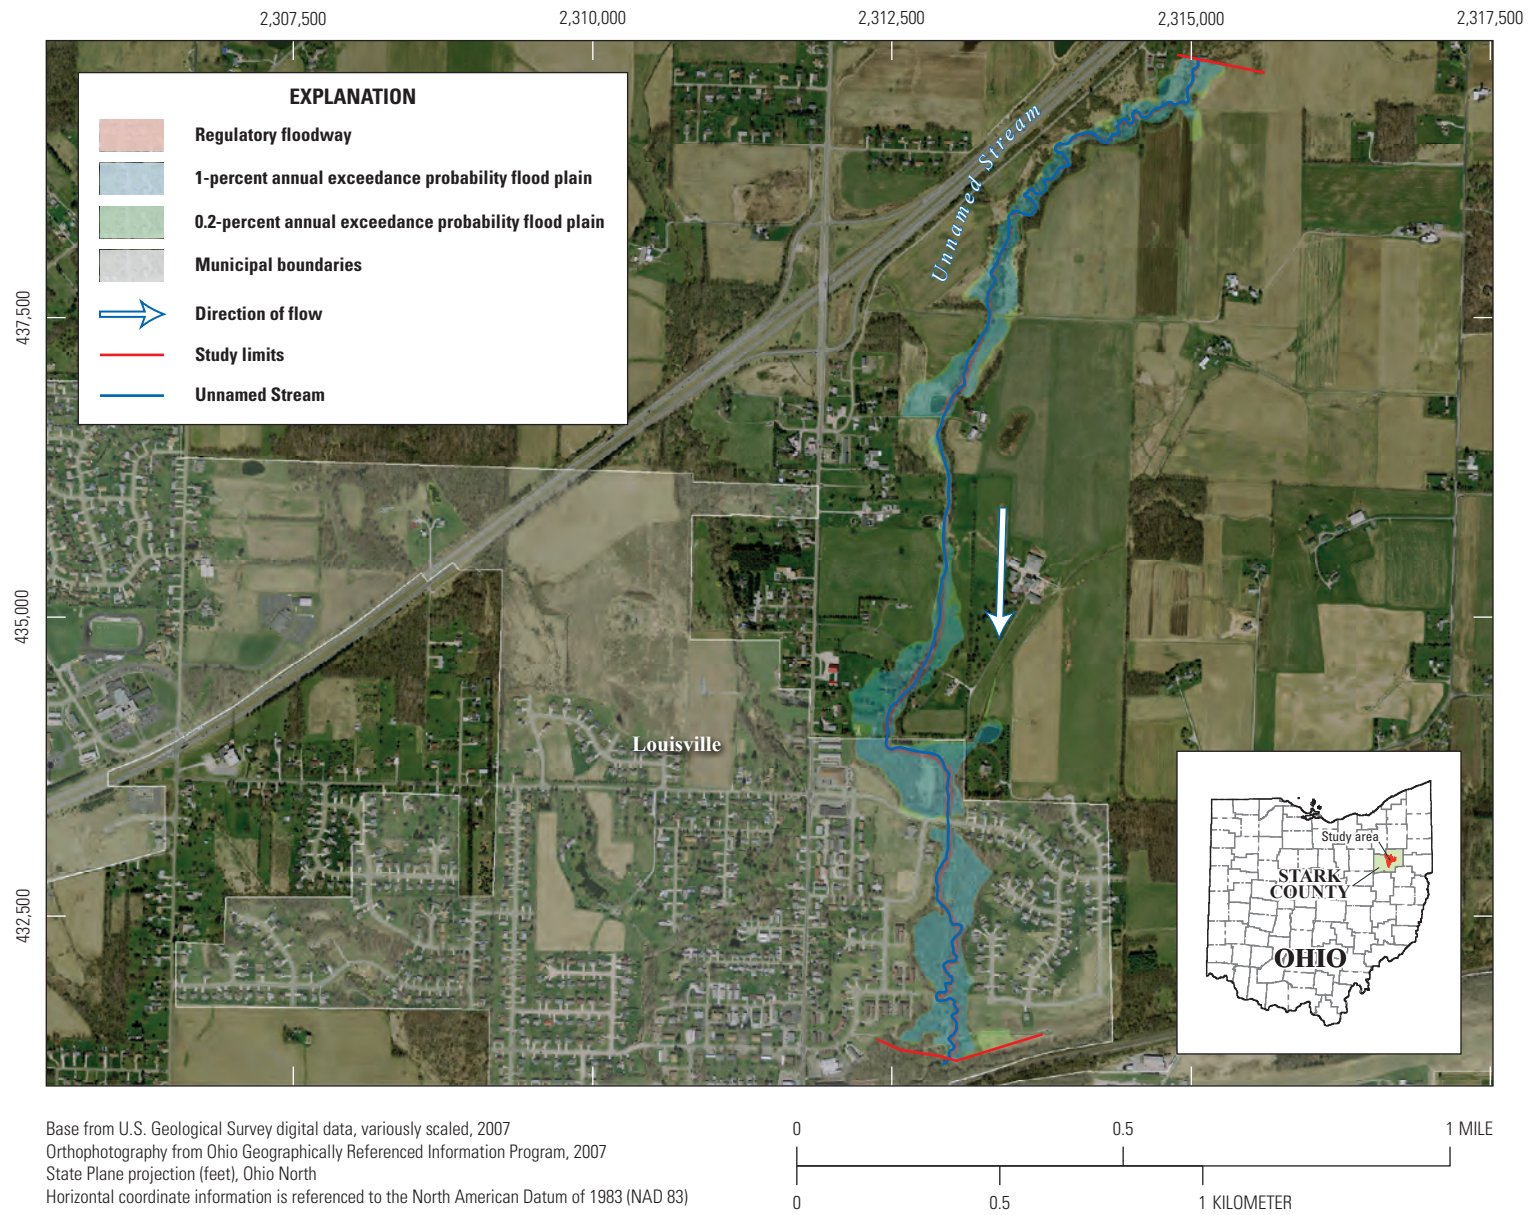 2,307,500
2,310,000
2,312,500
2,315,000
2,317,500
EXPLANATION
Regulatory floodway
1-percent annual exceedance probability flood plain
0.2-percent annual exceedance probability flood plain
Municipal boundaries
Direction of flow
Study limits
Unnamed Stream
Unnamed Stream
437,500
435,000
432,500
Louisville
Study area
STARK
COUNTY
OHIO
Base from U.S. Geological Survey digital data, variously scaled, 2007
Orthophotography from Ohio Geographically Referenced Information Program, 2007
State Plane projection (feet), Ohio North
Horizontal coordinate information is referenced to the North American Datum of 1983 (NAD 83)
0
0.5
1 MILE
0
0.5
1 KILOMETER